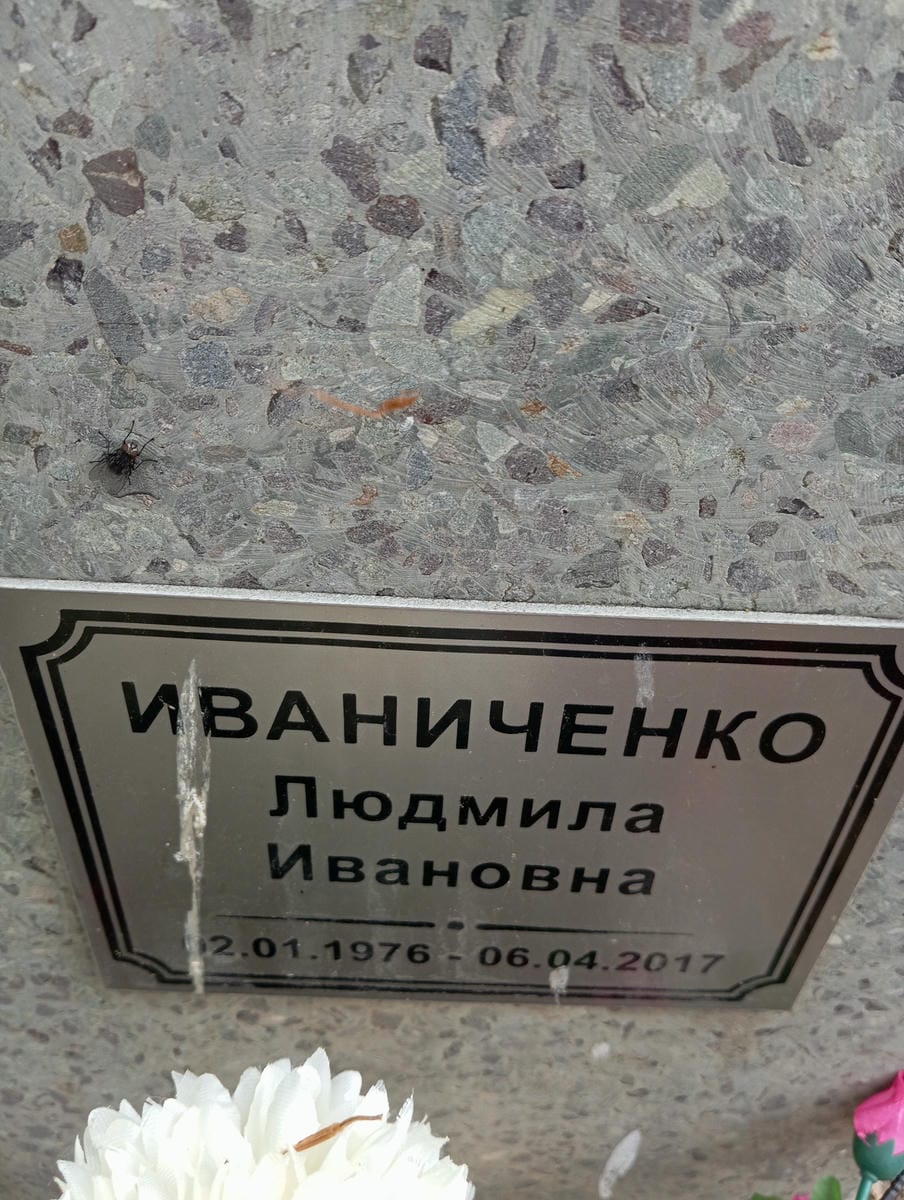 ИВАНИЧЕНКО
Людмила
Ивановна
02.01.1976 - 06.04.2017